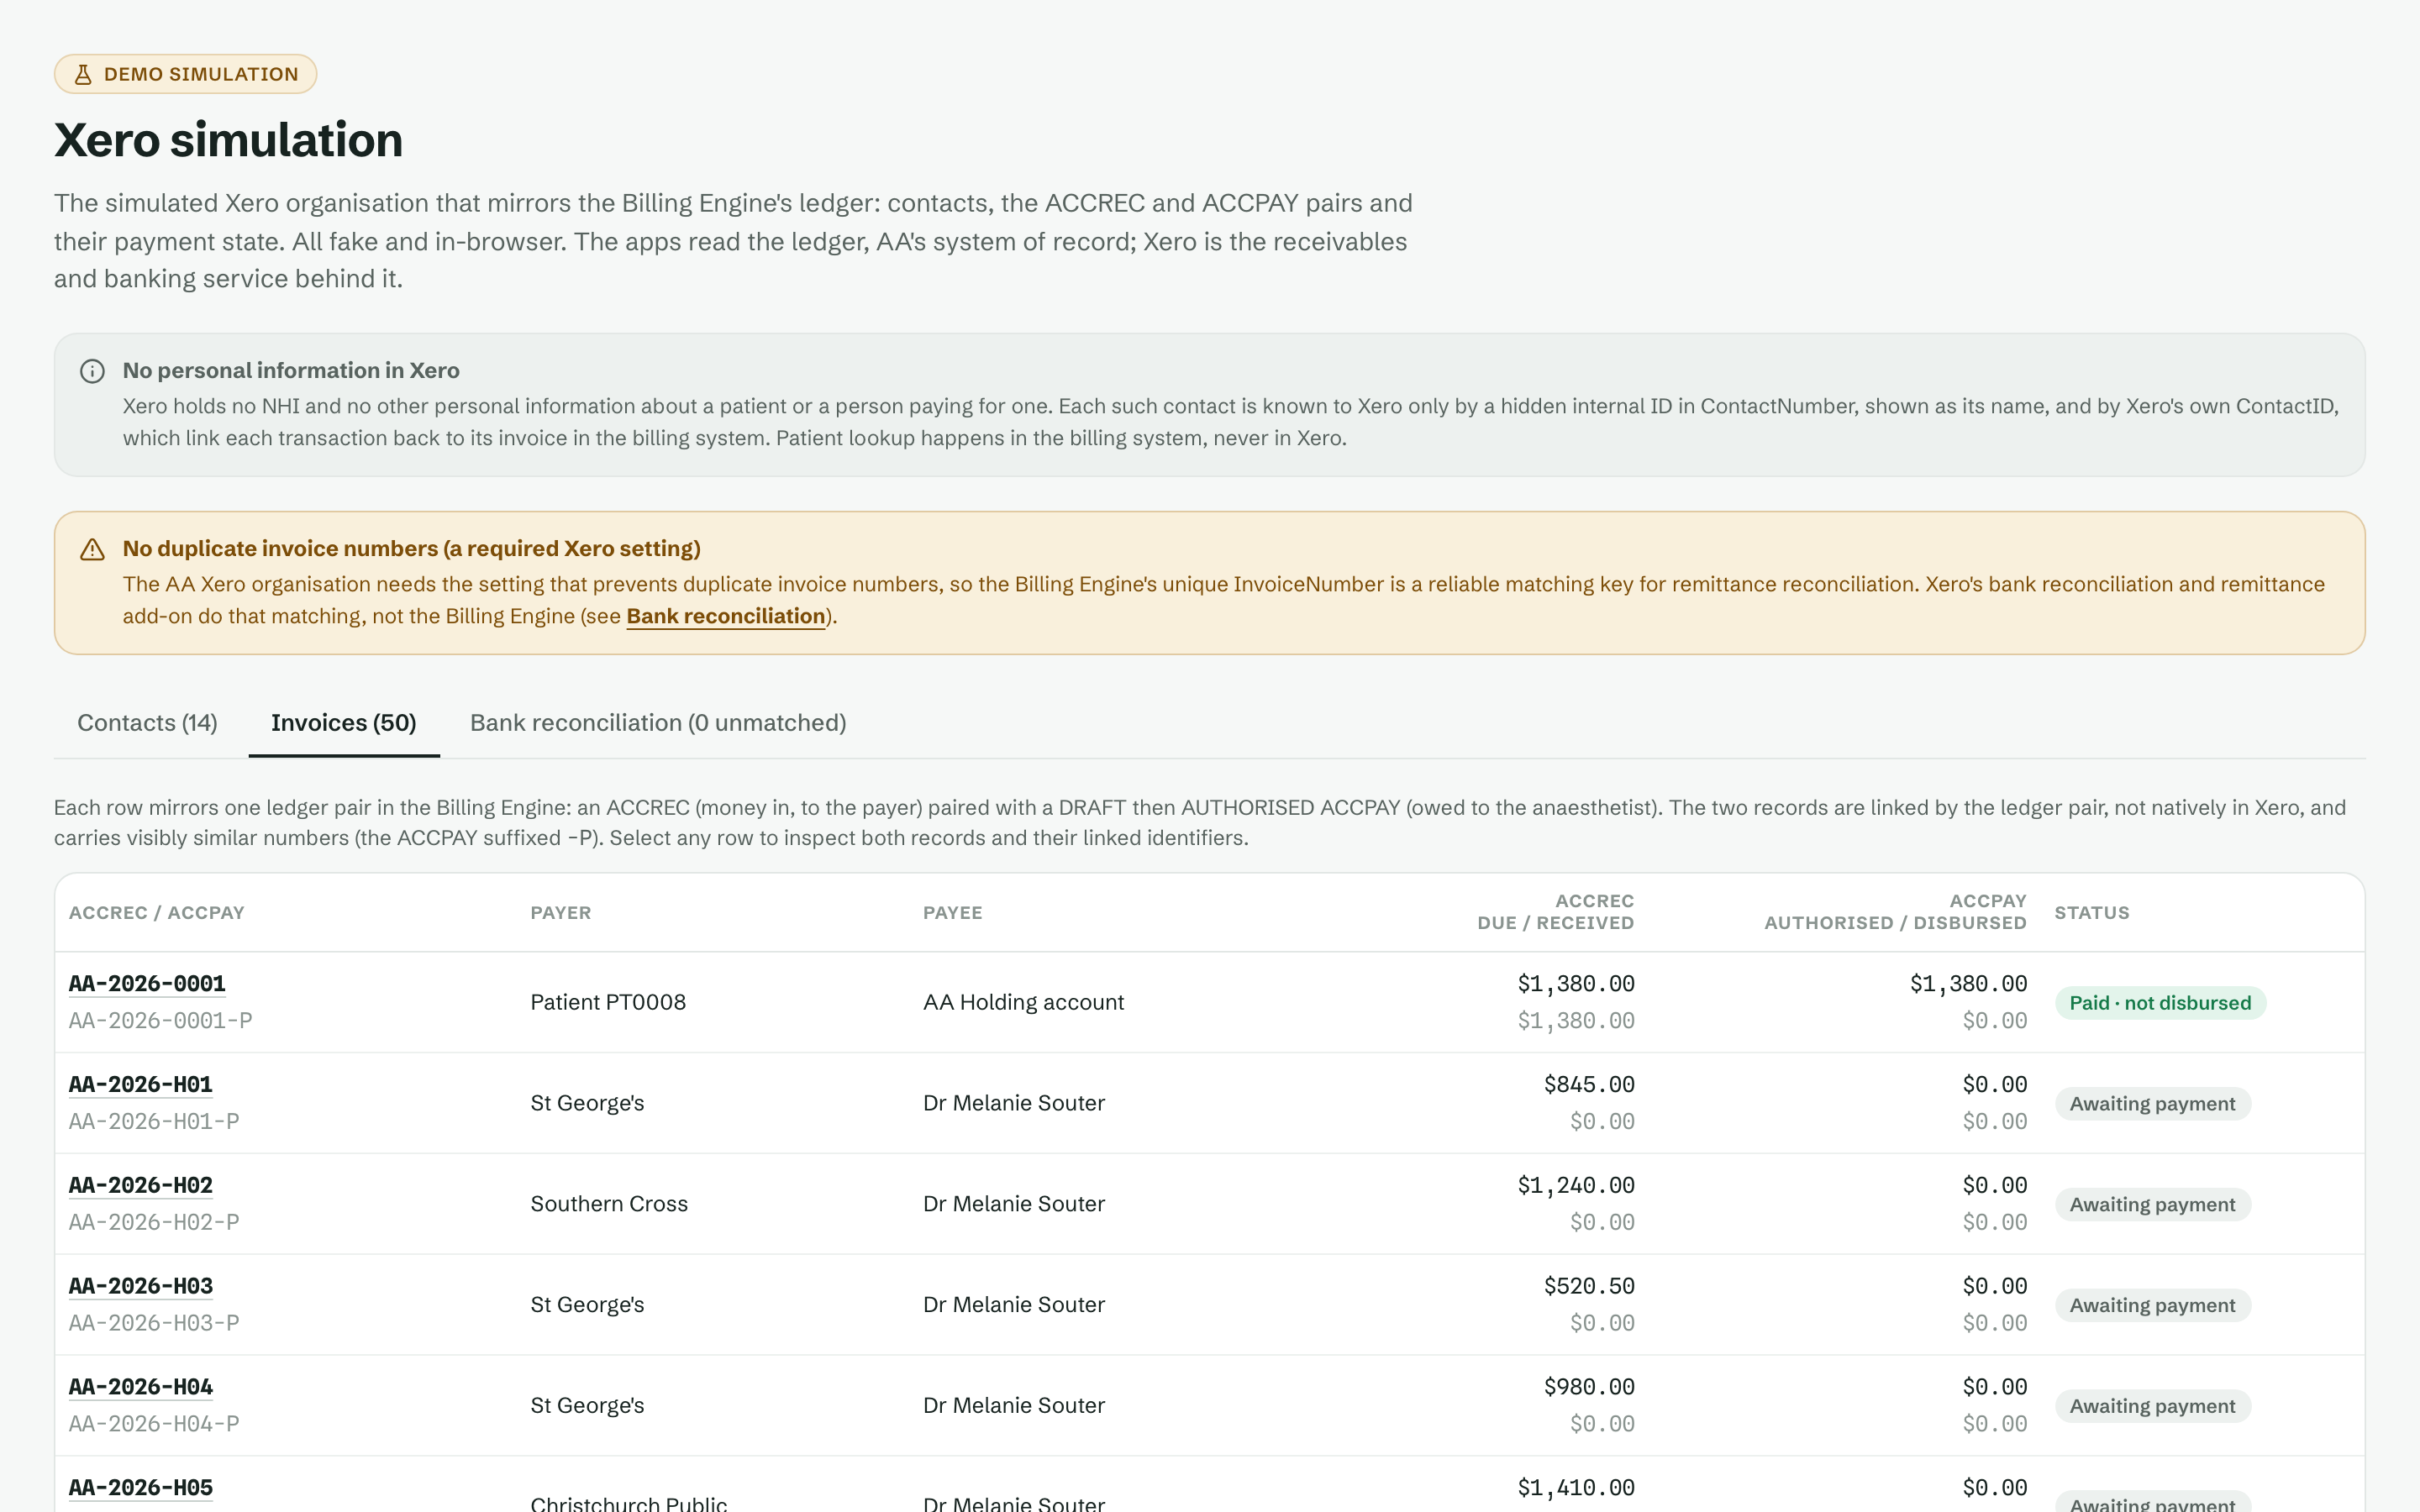 DEMO SIMULATION
Xero simulation
The simulated Xero organisation that mirrors the Billing Engine's ledger: contacts, the ACCREC and ACCPAY pairs and
their payment state. All fake and in-browser. The apps read the ledger, AA's system of record; Xero is the receivables
and banking service behind it.
No personal information in Xero
Xero holds no NHI and no other personal information about a patient or a person paying for one. Each such contact is known to Xero only by a hidden internal ID in ContactNumber, shown as its name, and by Xero's own ContactID,
which link each transaction back to its invoice in the billing system. Patient lookup happens in the billing system, never in Xero.
No duplicate invoice numbers (a required Xero setting)
The AA Xero organisation needs the setting that prevents duplicate invoice numbers, so the Billing Engine's unique InvoiceNumber is a reliable matching key for remittance reconciliation. Xero's bank reconciliation and remittance
add-on do that matching, not the Billing Engine (see Bank reconciliation).
Contacts (14) Invoices (50) Bank reconciliation (0 unmatched)
Each row mirrors one ledger pair in the Billing Engine: an ACCREC (money in, to the payer) paired with a DRAFT then AUTHORISED ACCPAY (owed to the anaesthetist). The two records are linked by the ledger pair, not natively in Xero, and
carries visibly similar numbers (the ACCPAY suffixed -P). Select any row to inspect both records and their linked identifiers.
ACCREC / ACCPAY PAYER PAYEE ACCREC DUE / RECEIVED ACCPAY AUTHORISED / DISBURSED STATUS
AA-2026-0001 $1,380.00 $1,380.00
Patient PT0008 AA Holding account Paid · not disbursed
AA-2026-0001-P $1,380.00 $0.00
AA-2026-H01 $845.00 $0.00
St George's Dr Melanie Souter Awaiting payment
AA-2026-H01-P $0.00 $0.00
AA-2026-H02 $1,240.00 $0.00
Southern Cross Dr Melanie Souter Awaiting payment
AA-2026-H02-P $0.00 $0.00
AA-2026-H03 $520.50 $0.00
St George's Dr Melanie Souter Awaiting payment
AA-2026-H03-P $0.00 $0.00
AA-2026-H04 $980.00 $0.00
St George's Dr Melanie Souter Awaiting payment
AA-2026-H04-P $0.00 $0.00
AA-2026-H05 $1,410.00 $0.00
Christchurch Public Dr Melanie Souter Awaiting payment